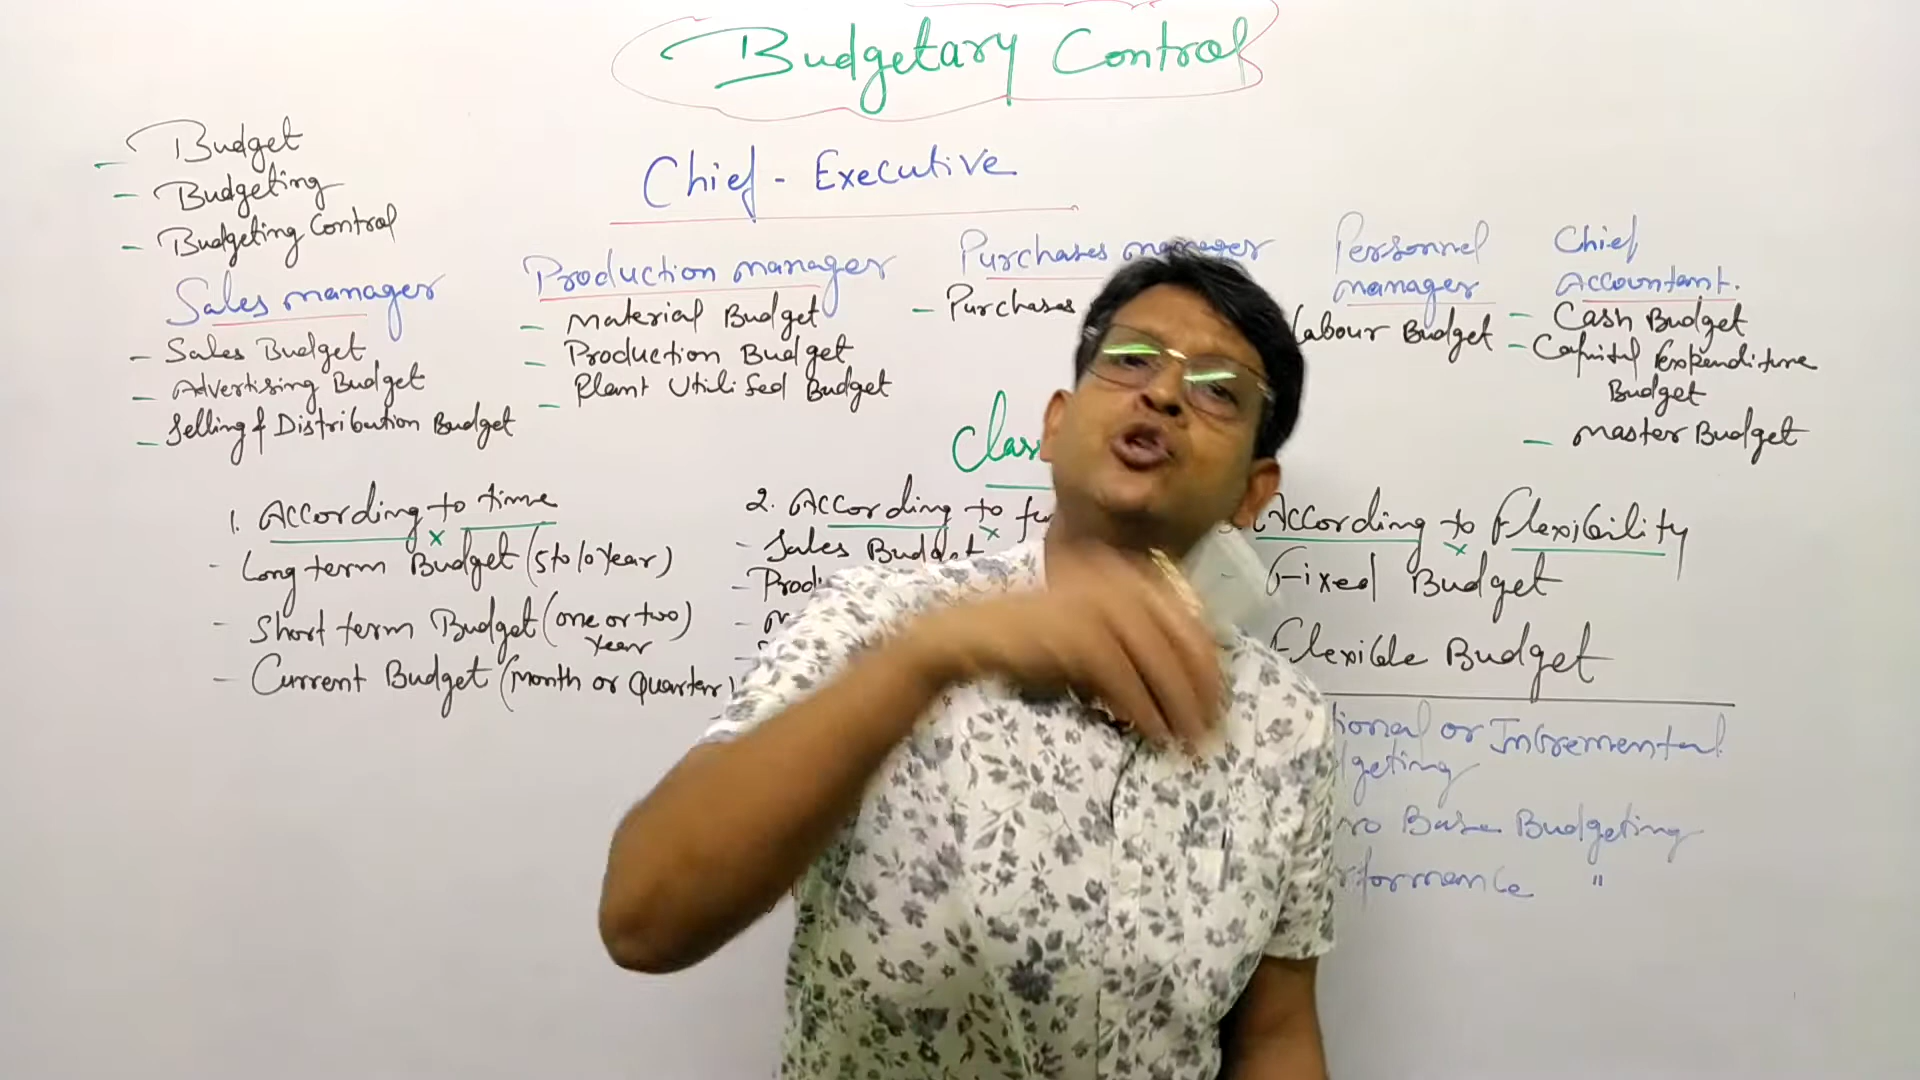 Budgetary Control
Budget
Budgeting
Budgeting Control
Chief - Executive
Sales manager
- Sales Budget
- Advertising Budget
- Selling & Distribution Budget
Production manager
- Material Budget
- Production Budget
- Plant Utilised Budget
Purchases manager
- Purchases
Personnel
manager
Labour Budget
Chief
Accountant.
- Cash Budget
- Capital Expenditure
Budget
- Master Budget
1. According to time
- Long term Budget (5 to 10 Year)
- Short term Budget (one or two)
Year
- Current Budget (Month or Quarter)
2. According to
- Sales Budget
According to Flexibility
- Fixed Budget
Flexible Budget
or Incremental
Base Budgeting
"